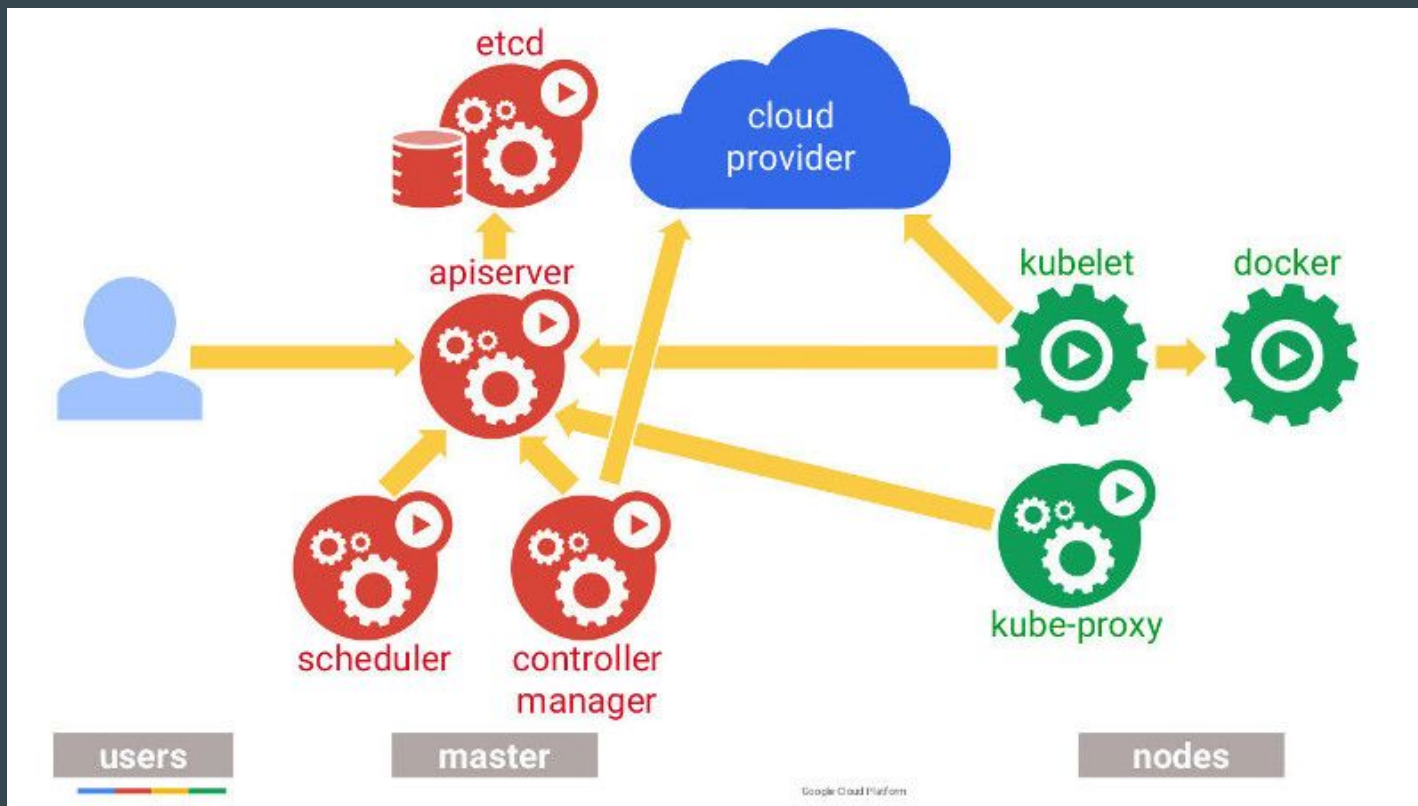 etcd
cloud
provider
apiserver
kubelet
docker
scheduler
controller
manager
kube-proxy
users
master
nodes
Google Cloud Platform